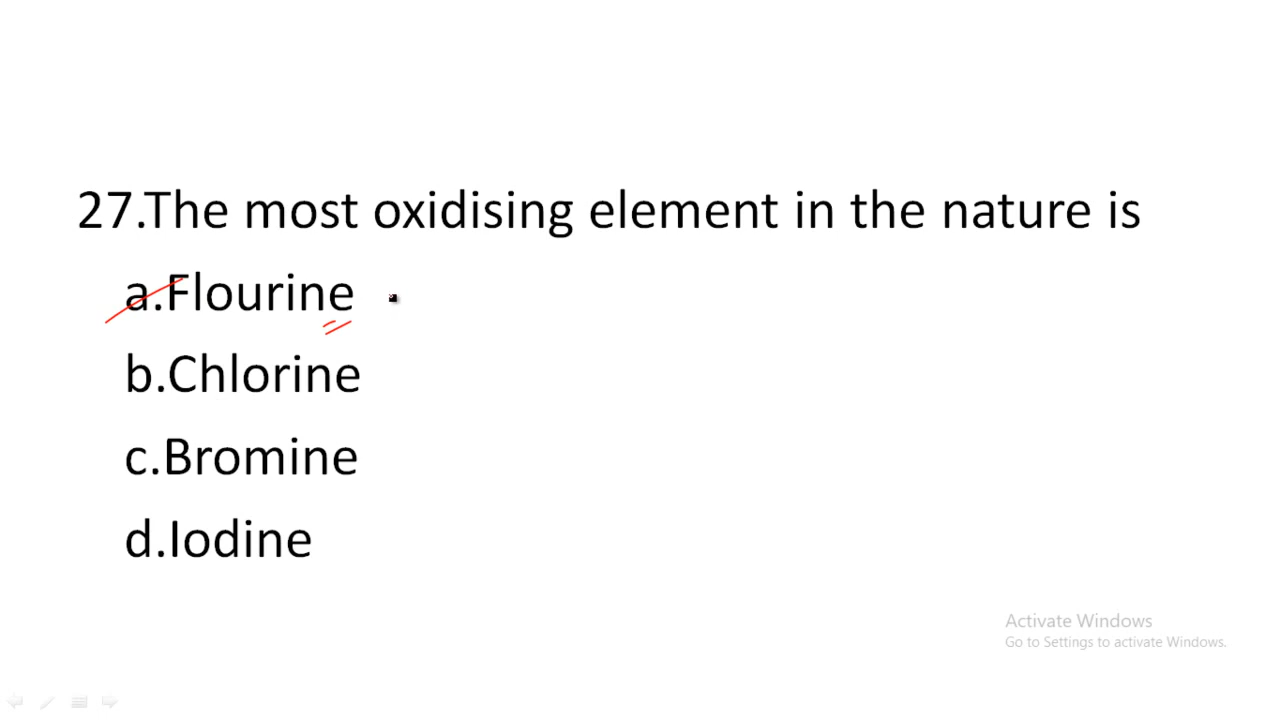 27.The most oxidising element in the nature is
a.Flourine
b.Chlorine
c.Bromine
d.Iodine
Activate Windows
Go to Settings to activate Windows.